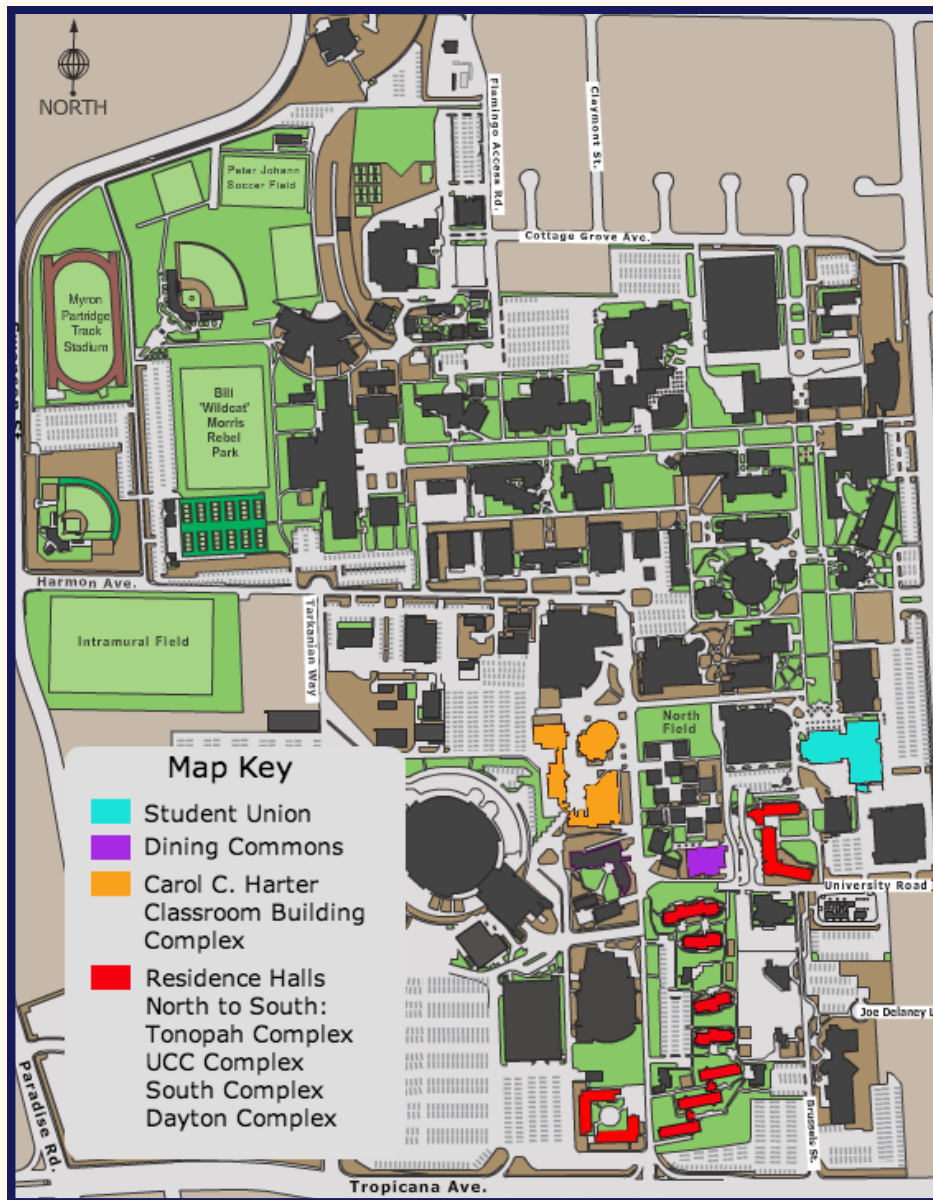 NORTH
Flamingo Access Rd.
Claymont St.
Peter Johann
Soccer Field
Cottage Grove Ave.
Myron
Partridge
Track
Stadium
Bill
'Wildcat'
Morris
Rebel
Park
Harmon Ave.
Tarkanian Way
Intramural Field
North
Field
Map Key
Student Union
Dining Commons
Carol C. Harter
Classroom Building
Complex
Residence Halls
North to South:
Tonopah Complex
UCC Complex
South Complex
Dayton Complex
University Road
Joe Delaney L
Paradise Rd.
Brussels St.
Tropicana Ave.